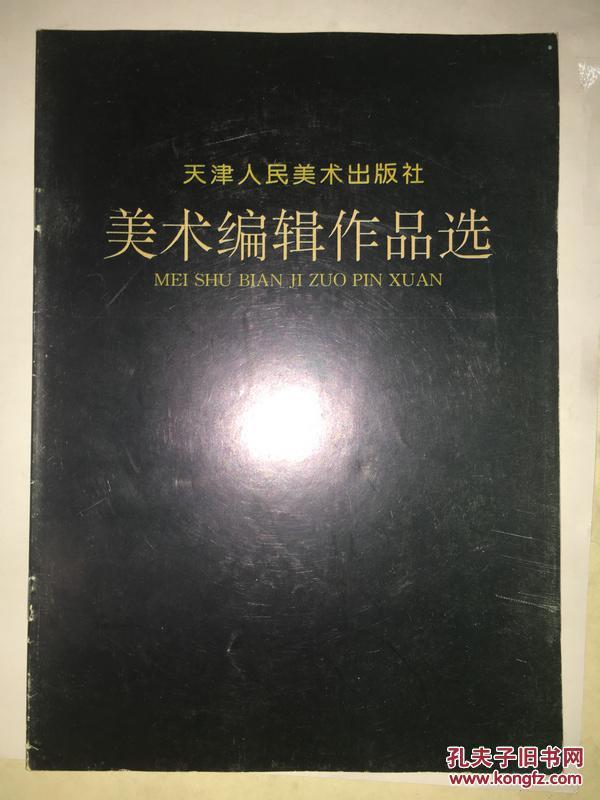 天津人民美术出版社
美术编辑作品选
MEI SHU BIAN JI ZUO PIN XUAN
孔夫子旧书网
www.kongfz.com